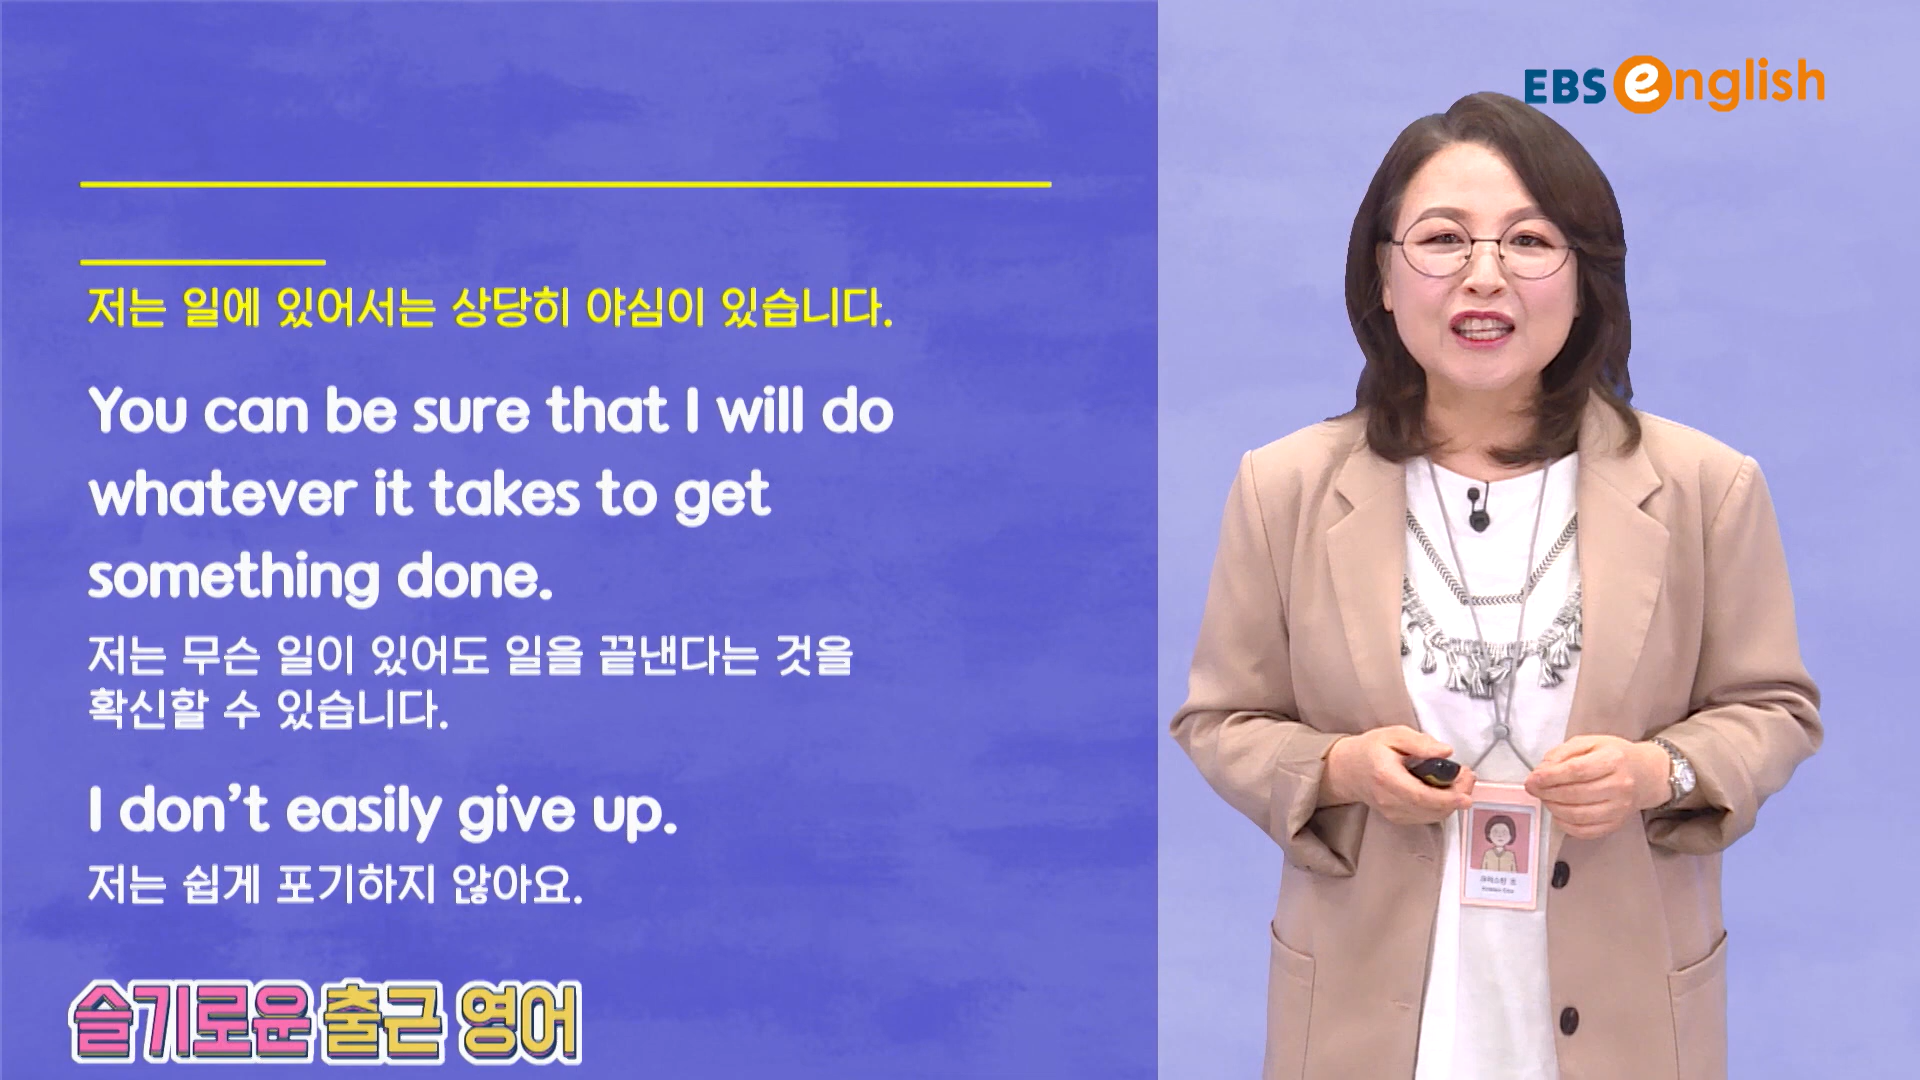 EBS English
저는 일에 있어서는 상당히 야심이 있습니다.
You can be sure that I will do
whatever it takes to get
something done.
저는 무슨 일이 있어도 일을 끝낸다는 것을
확신할 수 있습니다.
I don't easily give up.
저는 쉽게 포기하지 않아요.
슬기로운 출근 영어